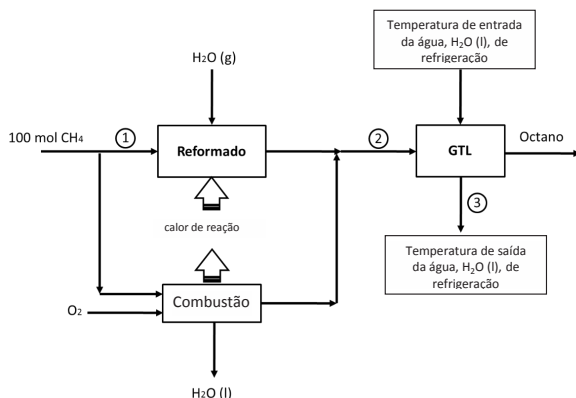 Temperatura de entrada
da água, H2O (l), de
refrigeração
H2O (g)
100 mol CH4
1
2
Octano
Reformado
GTL
3
calor de reação
Temperatura de saída
da água, H2O (l), de
refrigeração
Combustão
O2
H2O (l)